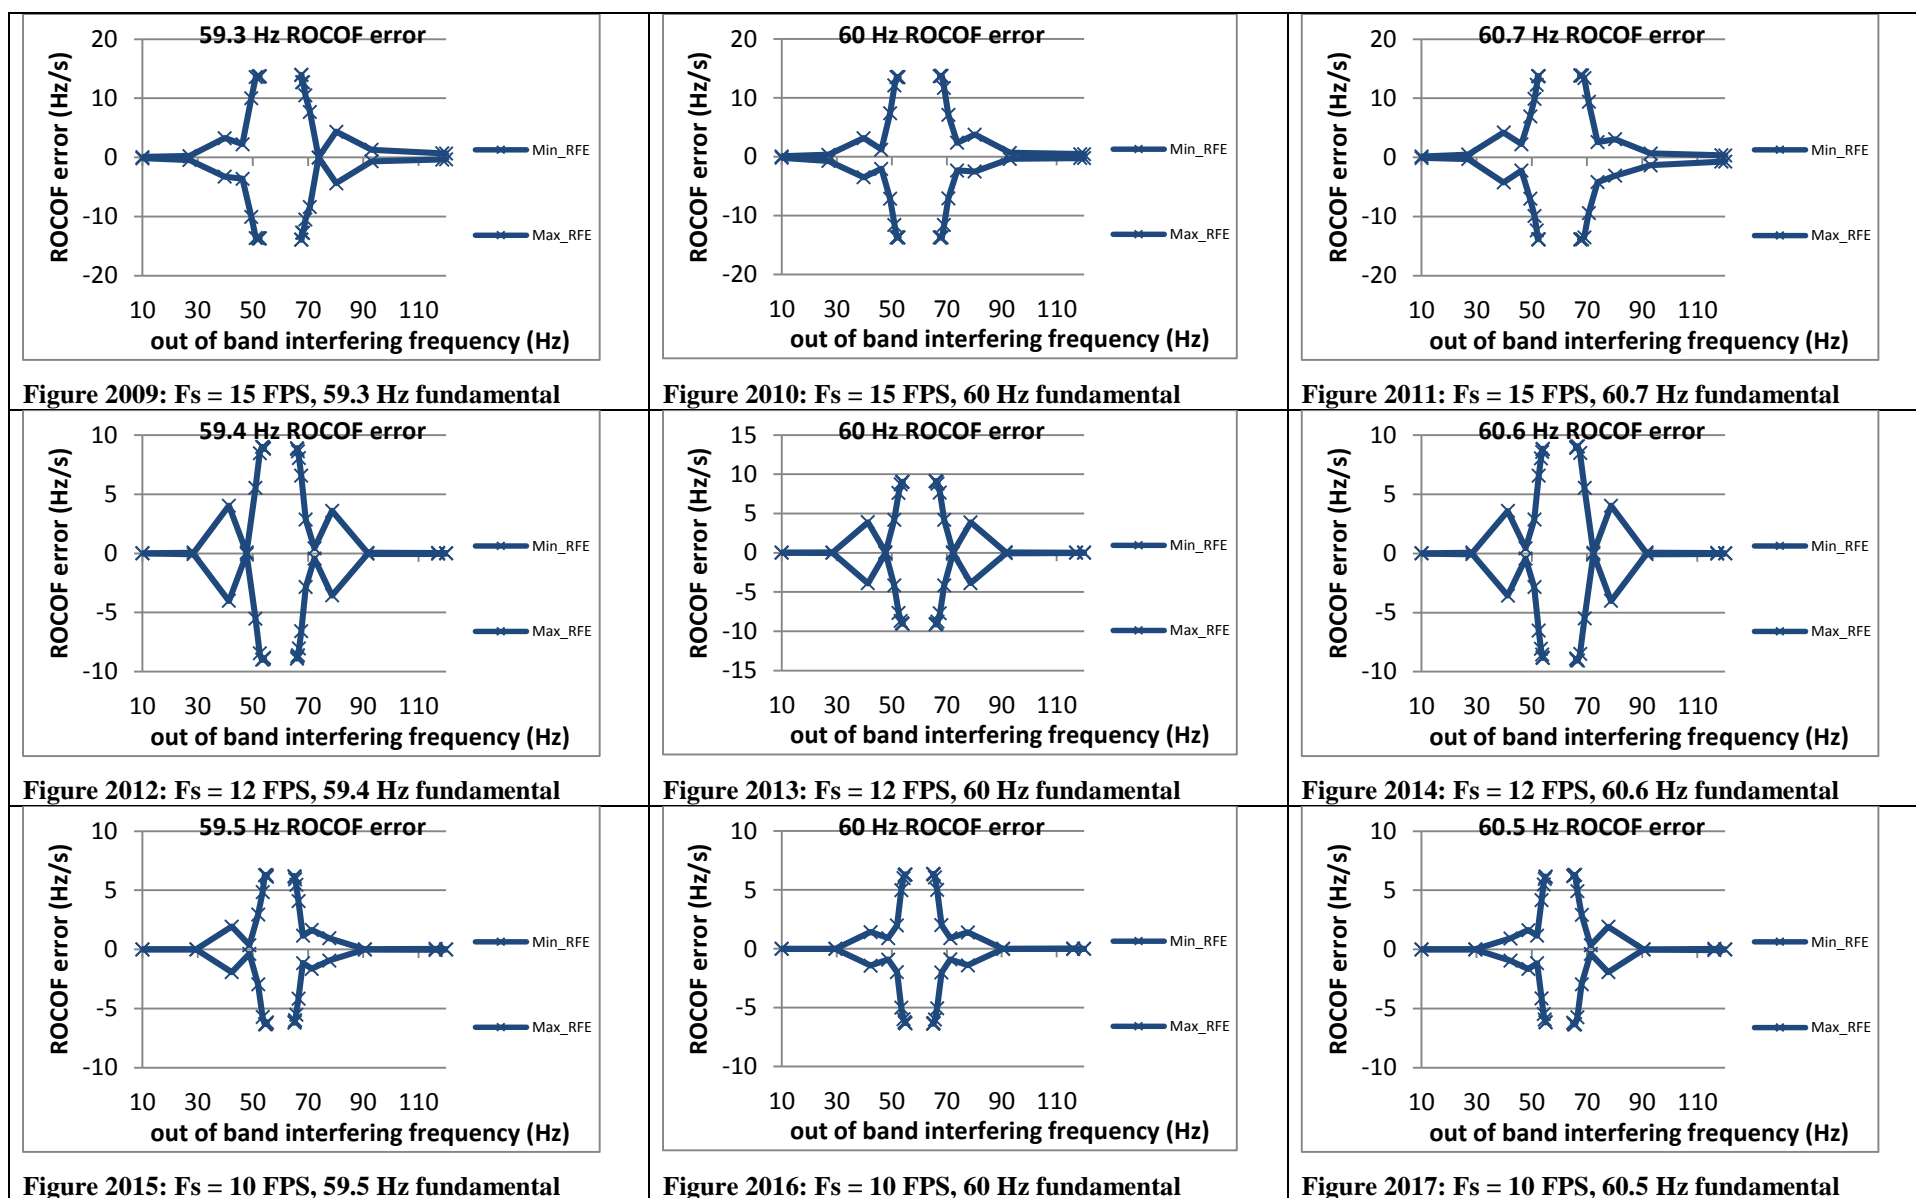 59.3 Hz ROCOF error
20
10
0
-10
-20
ROCOF error (Hz/s)
10 30 50 70 90 110
out of band interfering frequency (Hz)
Min_RFE
Max_RFE
Figure 2009: Fs = 15 FPS, 59.3 Hz fundamental
60 Hz ROCOF error
20
10
0
-10
-20
ROCOF error (Hz/s)
10 30 50 70 90 110
out of band interfering frequency (Hz)
Min_RFE
Max_RFE
Figure 2010: Fs = 15 FPS, 60 Hz fundamental
60.7 Hz ROCOF error
20
10
0
-10
-20
ROCOF error (Hz/s)
10 30 50 70 90 110
out of band interfering frequency (Hz)
Min_RFE
Max_RFE
Figure 2011: Fs = 15 FPS, 60.7 Hz fundamental
59.4 Hz ROCOF error
10
5
0
-5
-10
ROCOF error (Hz/s)
10 30 50 70 90 110
out of band interfering frequency (Hz)
Min_RFE
Max_RFE
Figure 2012: Fs = 12 FPS, 59.4 Hz fundamental
60 Hz ROCOF error
15
10
5
0
-5
-10
-15
ROCOF error (Hz/s)
10 30 50 70 90 110
out of band interfering frequency (Hz)
Min_RFE
Max_RFE
Figure 2013: Fs = 12 FPS, 60 Hz fundamental
60.6 Hz ROCOF error
10
5
0
-5
-10
ROCOF error (Hz/s)
10 30 50 70 90 110
out of band interfering frequency (Hz)
Min_RFE
Max_RFE
Figure 2014: Fs = 12 FPS, 60.6 Hz fundamental
59.5 Hz ROCOF error
10
5
0
-5
-10
ROCOF error (Hz/s)
10 30 50 70 90 110
out of band interfering frequency (Hz)
Min_RFE
Max_RFE
Figure 2015: Fs = 10 FPS, 59.5 Hz fundamental
60 Hz ROCOF error
10
5
0
-5
-10
ROCOF error (Hz/s)
10 30 50 70 90 110
out of band interfering frequency (Hz)
Min_RFE
Max_RFE
Figure 2016: Fs = 10 FPS, 60 Hz fundamental
60.5 Hz ROCOF error
10
5
0
-5
-10
ROCOF error (Hz/s)
10 30 50 70 90 110
out of band interfering frequency (Hz)
Min_RFE
Max_RFE
Figure 2017: Fs = 10 FPS, 60.5 Hz fundamental